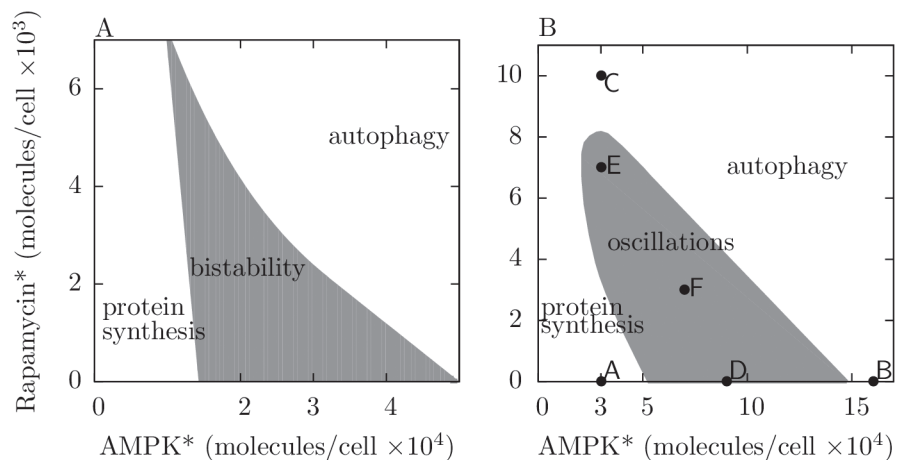 A
Rapamycin* (molecules/cell ×10³)
6
4
2
0
autophagy
bistability
protein
synthesis
0
2
3
4
AMPK* (molecules/cell ×10⁴)
B
10
8
6
4
2
0
C
E
autophagy
oscillations
F
protein
synthesis
A
D
B
0
3
5
10
15
AMPK* (molecules/cell ×10⁴)